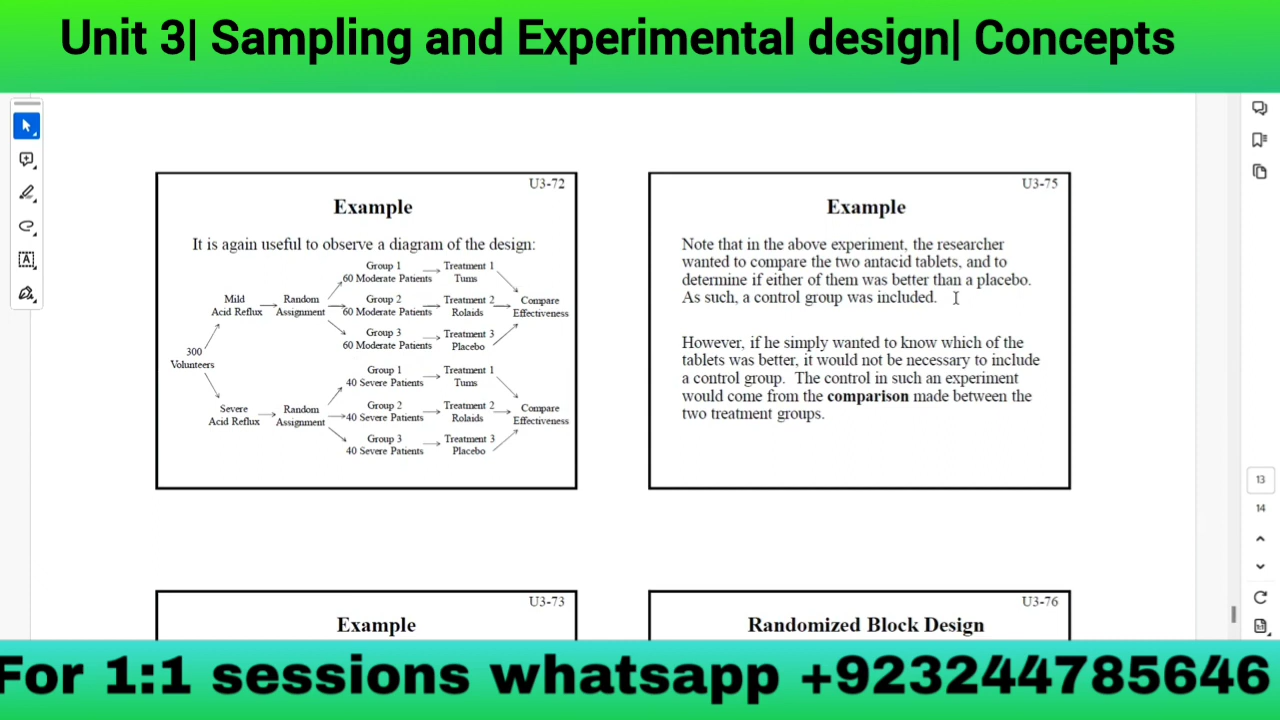 Unit 3| Sampling and Experimental design| Concepts
U3-72
Example
It is again useful to observe a diagram of the design:
300
Volunteers
Mild
Acid Reflux
Random
Assignment
Group 1
60 Moderate Patients
Treatment 1
Tums
Group 2
60 Moderate Patients
Treatment 2
Rolaids
Group 3
60 Moderate Patients
Treatment 3
Placebo
Compare
Effectiveness
Severe
Acid Reflux
Random
Assignment
Group 1
40 Severe Patients
Treatment 1
Tums
Group 2
40 Severe Patients
Treatment 2
Rolaids
Group 3
40 Severe Patients
Treatment 3
Placebo
Compare
Effectiveness
U3-75
Example
Note that in the above experiment, the researcher
wanted to compare the two antacid tablets, and to
determine if either of them was better than a placebo.
As such, a control group was included.
However, if he simply wanted to know which of the
tablets was better, it would not be necessary to include
a control group. The control in such an experiment
would come from the comparison made between the
two treatment groups.
U3-73
Example
U3-76
Randomized Block Design
13
14
For 1:1 sessions whatsapp +923244785646